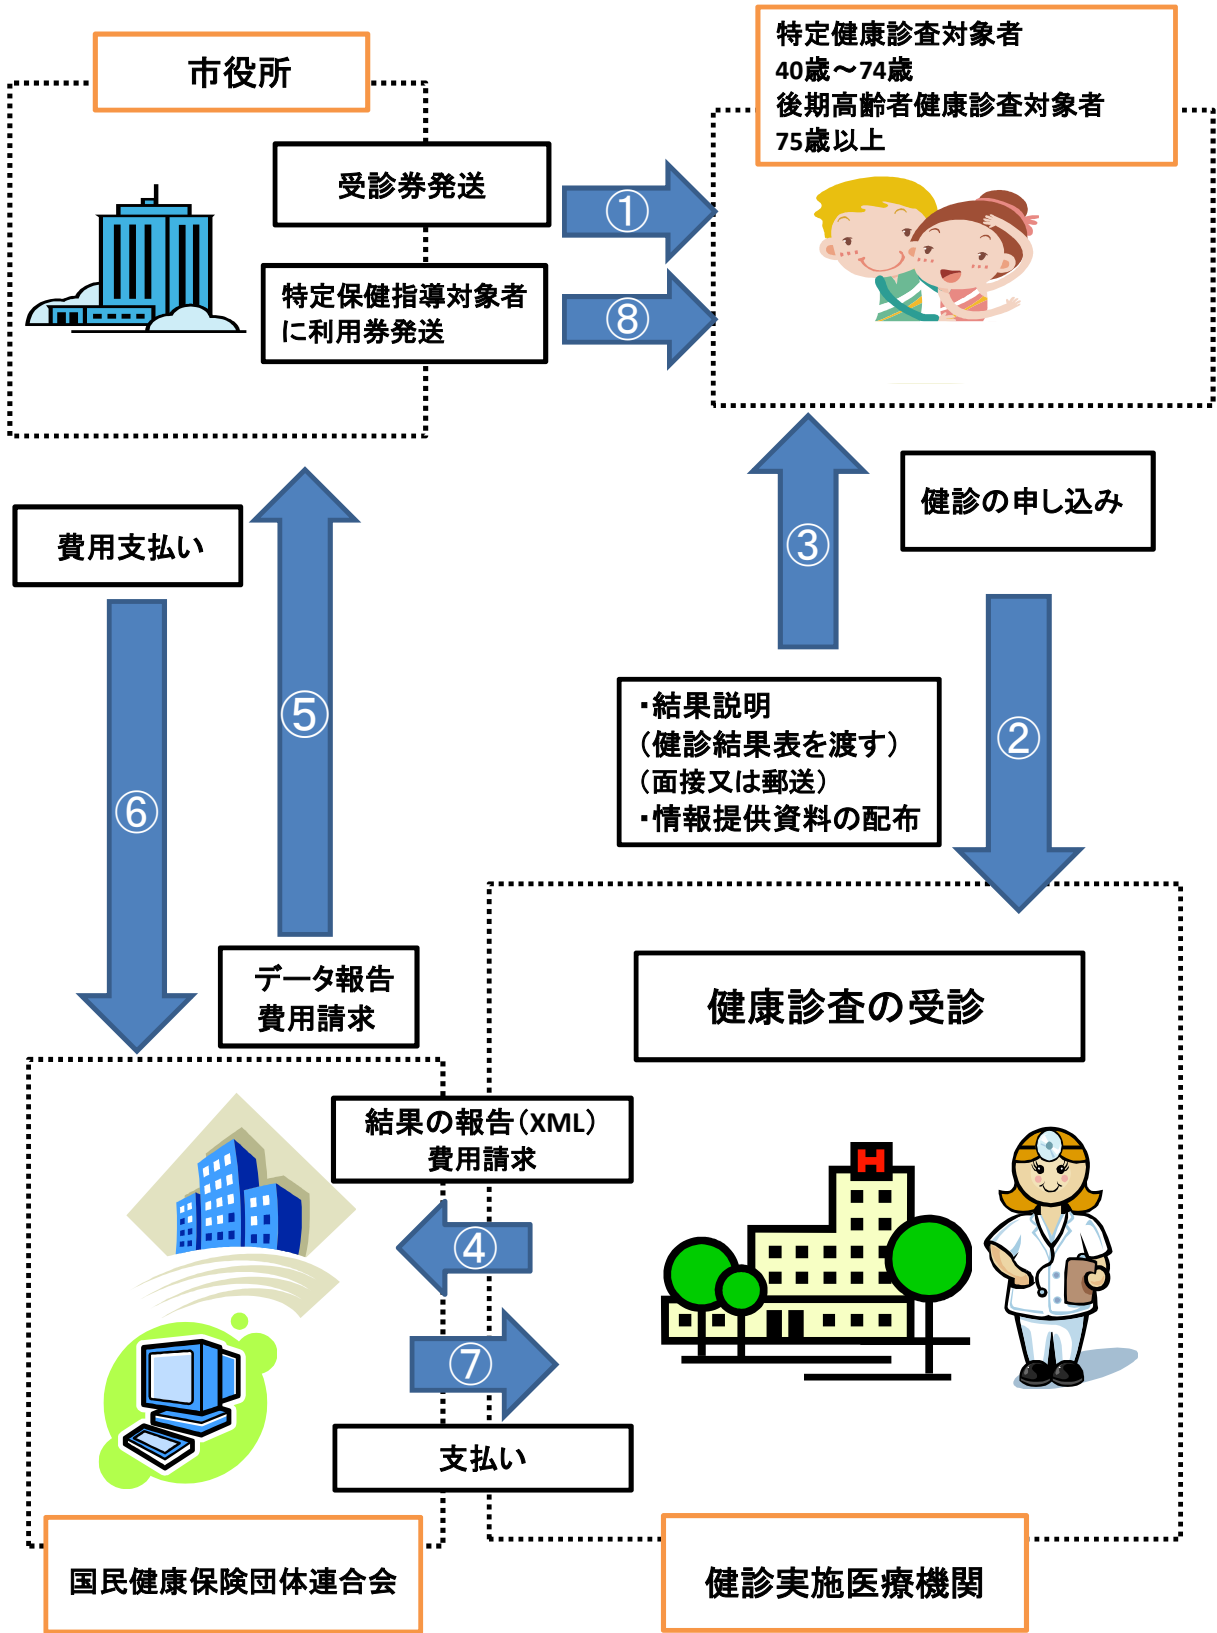 市役所
特定健康診査対象者
40歳～74歳
後期高齢者健康診査対象者
75歳以上
受診券発送
①
特定保健指導対象者
に利用券発送
⑧
費用支払い
健診の申し込み
③
⑤
・結果説明
（健診結果表を渡す）
（面接又は郵送）
・情報提供資料の配布
②
⑥
データ報告
費用請求
健康診査の受診
結果の報告（XML）
費用請求
H
④
⑦
支払い
国民健康保険団体連合会
健診実施医療機関